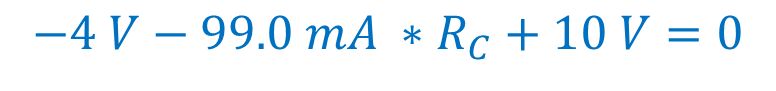 −4 V − 99.0 mA * R_C + 10 V = 0